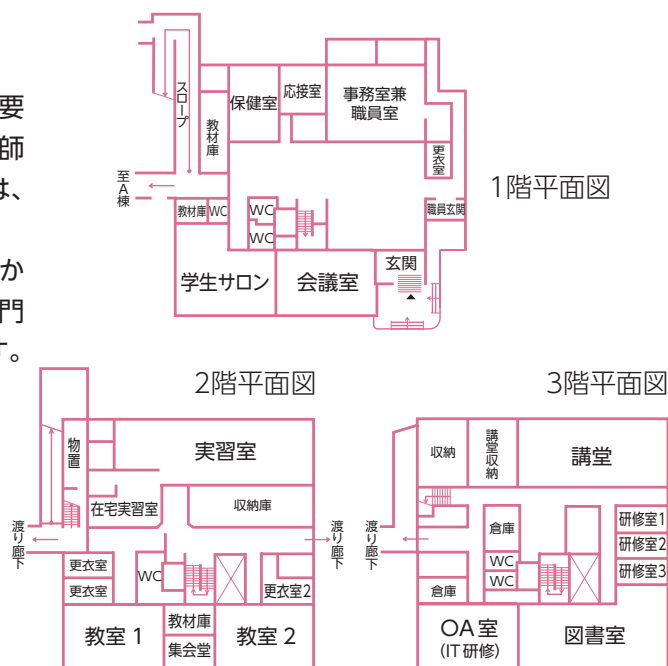 要
師
は、
か
門
す。
1階平面図
スロープ
教材庫
保健室
応接室
事務室兼
職員室
更衣室
至A棟
教材庫
WC
WC
WC
職員玄関
学生サロン
会議室
玄関
2階平面図
物置
実習室
在宅実習室
収納庫
渡り廊下
渡り廊下
更衣室
更衣室
WC
更衣室2
教室 1
教材庫
集会堂
教室 2
3階平面図
収納
講堂収納
講堂
渡り廊下
倉庫
研修室1
研修室2
研修室3
WC
WC
倉庫
OA室
(IT研修)
図書室